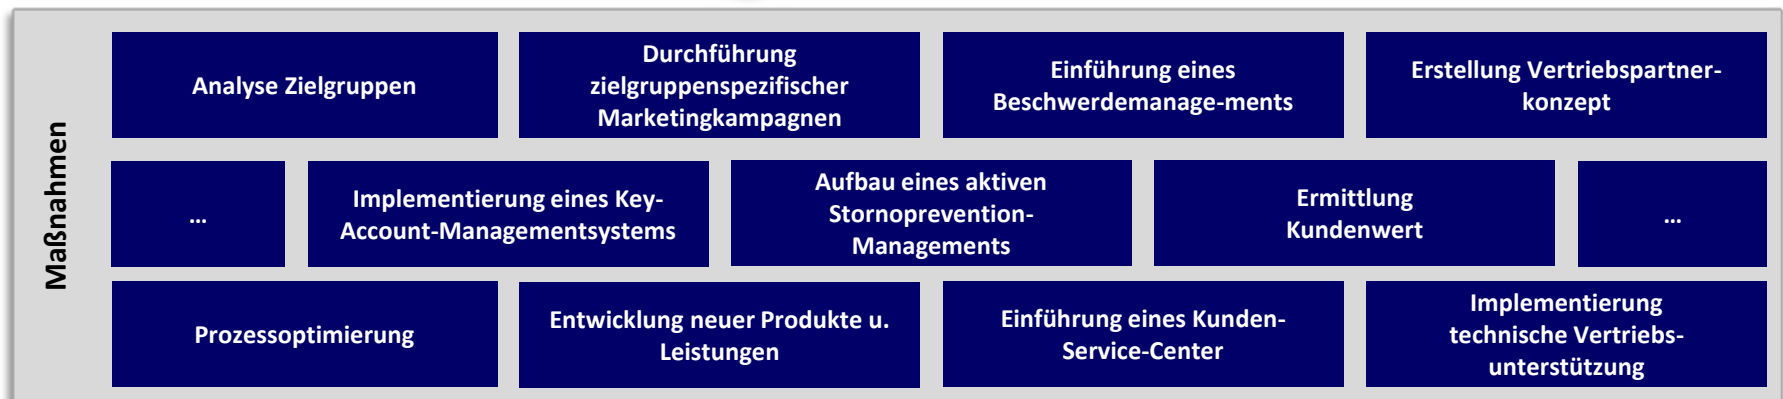 Maßnahmen
Analyse Zielgruppen
Durchführung
zielgruppenspezifischer
Marketingkampagnen
Einführung eines
Beschwerdemanage-ments
Erstellung Vertriebspartner-
konzept
...
Implementierung eines Key-
Account-Managementsystems
Aufbau eines aktiven
Stornoprevention-
Managements
Ermittlung
Kundenwert
...
Prozessoptimierung
Entwicklung neuer Produkte u.
Leistungen
Einführung eines Kunden-
Service-Center
Implementierung
technische Vertriebs-
unterstützung